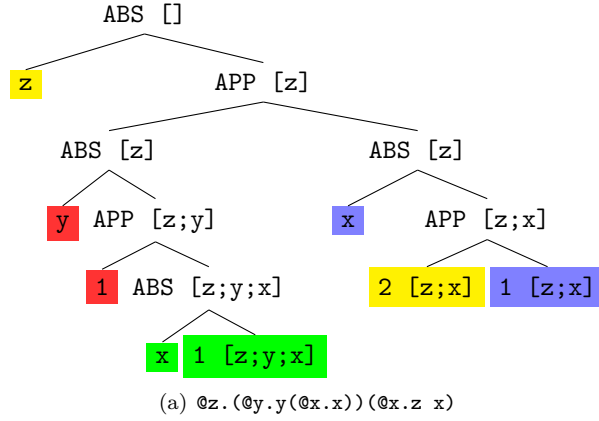 ABS []
z APP [z]
ABS [z] ABS [z]
y APP [z;y] x APP [z;x]
1 ABS [z;y;x] 2 [z;x] 1 [z;x]
x 1 [z;y;x]
(a) @z.(@y.y(@x.x))(@x.z x)